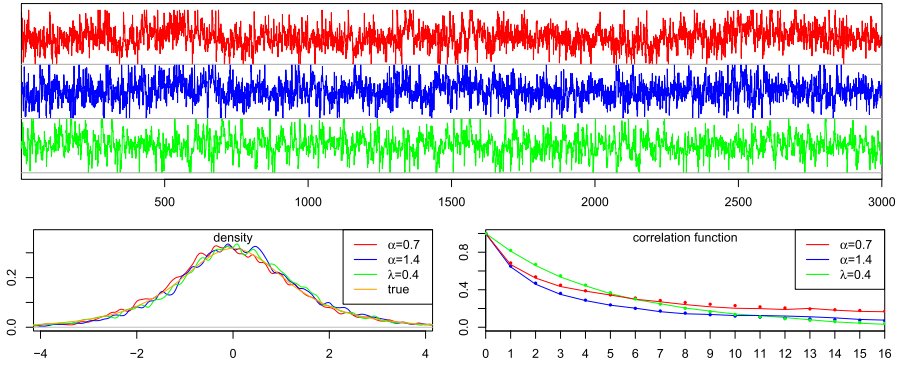 500 1000 1500 2000 2500 3000
density
α=0.7
α=1.4
λ=0.4
true
0.0 0.2
−4 −2 0 2 4
correlation function
α=0.7
α=1.4
λ=0.4
0.0 0.4 0.8
0 1 2 3 4 5 6 7 8 9 10 11 12 13 14 15 16